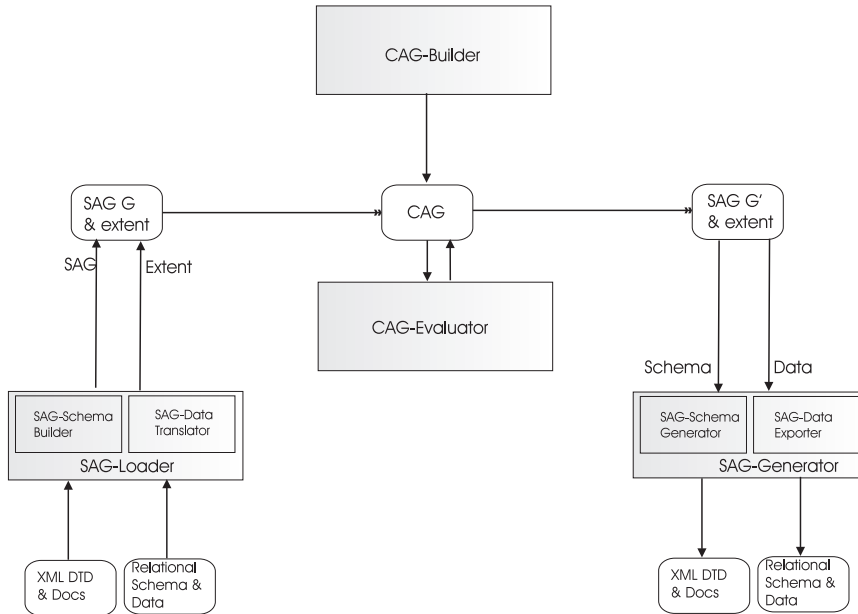 CAG-Builder
SAG G
& extent
CAG
SAG G'
& extent
SAG
Extent
CAG-Evaluator
Schema
Data
SAG-Schema
Builder
SAG-Data
Translator
SAG-Loader
SAG-Schema
Generator
SAG-Data
Exporter
SAG-Generator
XML DTD
& Docs
Relational
Schema &
Data
XML DTD
& Docs
Relational
Schema &
Data